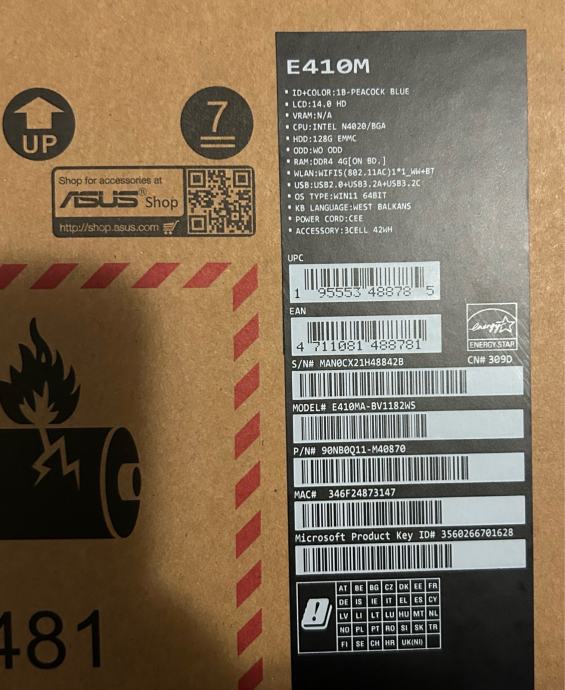 E410M
• ID+COLOR:1B-PEACOCK BLUE
• LCD:14.0 HD
• VRAM:N/A
• CPU:INTEL N4020/BGA
• HDD:128G EMMC
• ODD:WO ODD
• RAM:DDR4 4G[ON BD.]
• WLAN:WIFI5(802.11AC)1*1_WW+BT
• USB:USB2.0+USB3.2A+USB3.2C
• OS TYPE:WIN11 64BIT
• KB LANGUAGE:WEST BALKANS
• POWER CORD:CEE
• ACCESSORY:3CELL 42WH
UPC
1 95553 48878 5
EAN
4 711081 488781
energy
ENERGY STAR
S/N# MAN0CX21H48842B CN# 309D
MODEL# E410MA-BV1182WS
P/N# 90NB0Q11-M40870
MAC# 346F24873147
Microsoft Product Key ID# 3560266701628
AT BE BG CZ DK EE FR
DE IS IE IT EL ES CY
LV LI LT LU HU MT NL
NO PL PT RO SI SK TR
FI SE CH HR UK(NI)
UP
7
Shop for accessories at
ASUS Shop
http://shop.asus.com
481